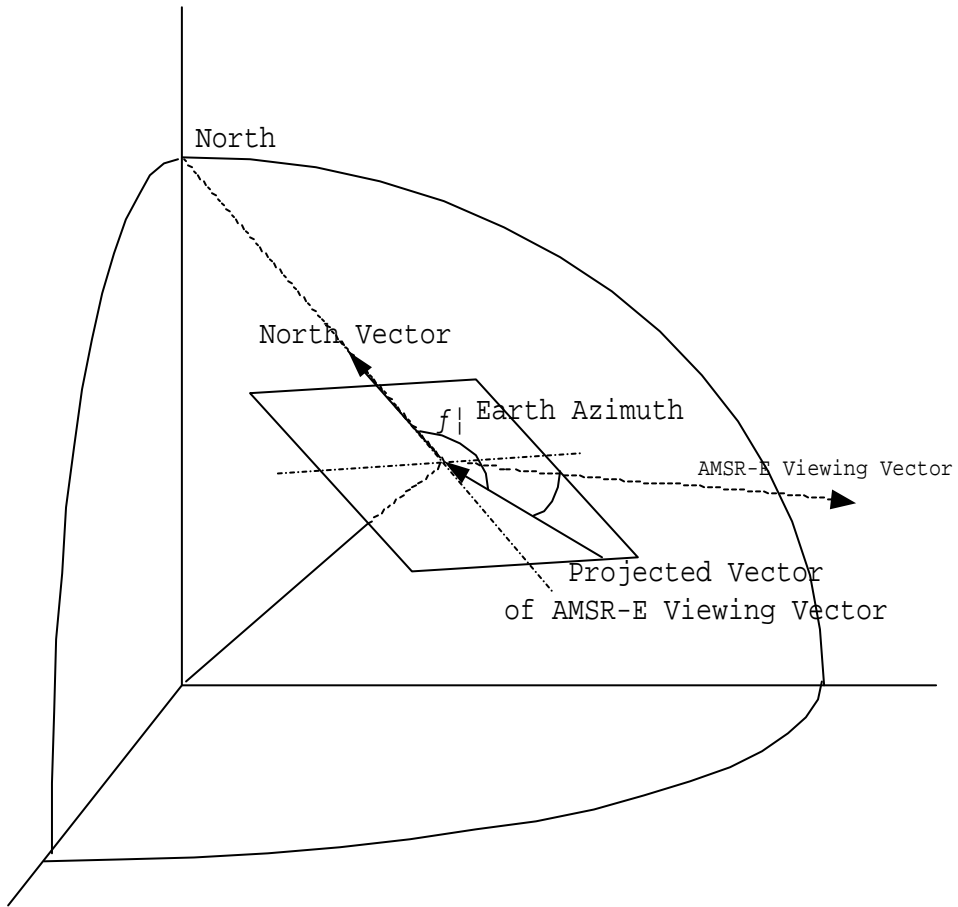 North
North Vector
ƒ¦ Earth Azimuth
AMSR-E Viewing Vector
Projected Vector
of AMSR-E Viewing Vector